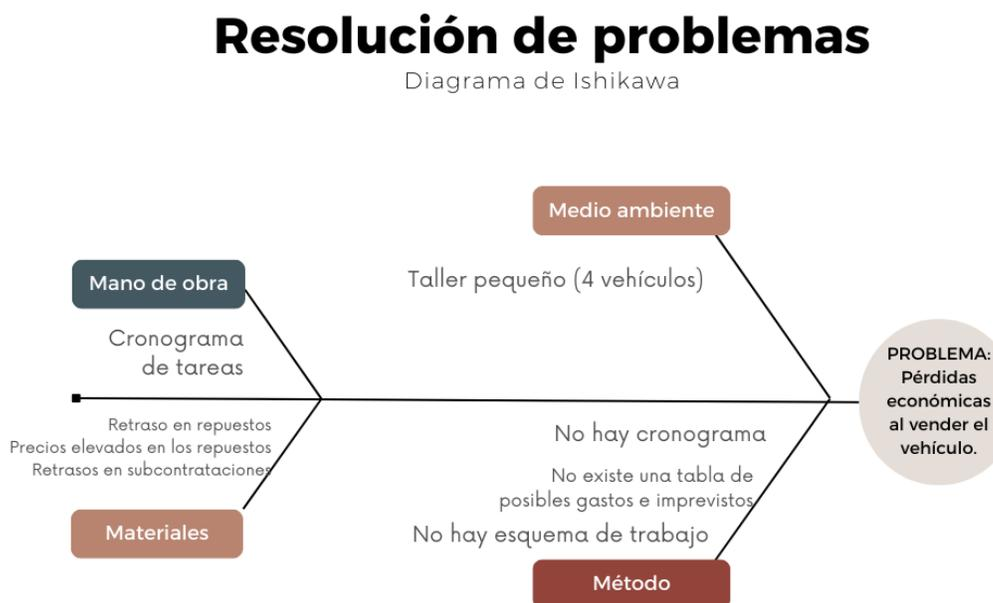 Resolución de problemas
Diagrama de Ishikawa
Medio ambiente
Taller pequeño (4 vehículos)
Mano de obra
Cronograma
de tareas
PROBLEMA:
Pérdidas
económicas
al vender el
vehículo.
Retraso en repuestos
Precios elevados en los repuestos
Retrasos en subcontrataciones
Materiales
No hay cronograma
No existe una tabla de
posibles gastos e imprevistos
No hay esquema de trabajo
Método